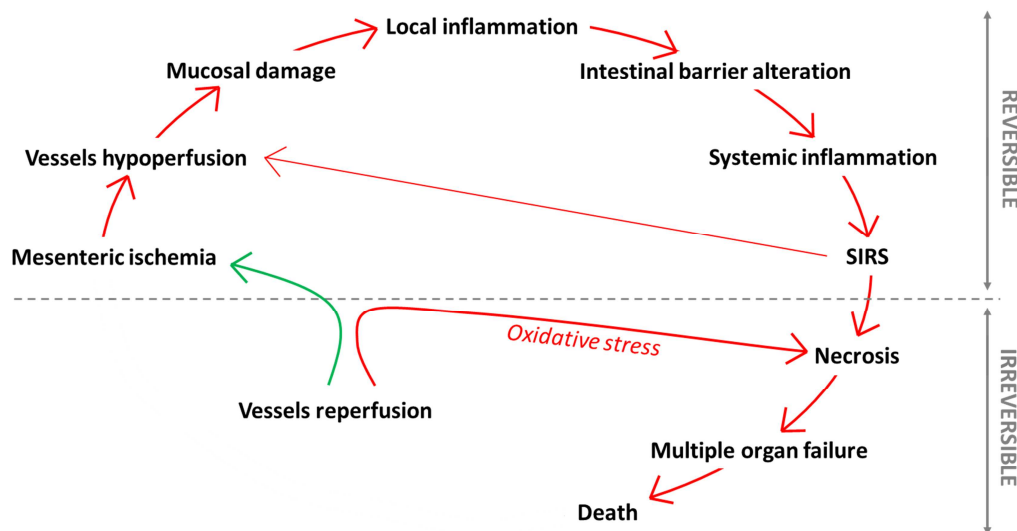 Local inflammation
Mucosal damage
Intestinal barrier alteration
Vessels hypoperfusion
Systemic inflammation
Mesenteric ischemia
SIRS
REVERSIBLE
Oxidative stress
Necrosis
Vessels reperfusion
Multiple organ failure
Death
IRREVERSIBLE